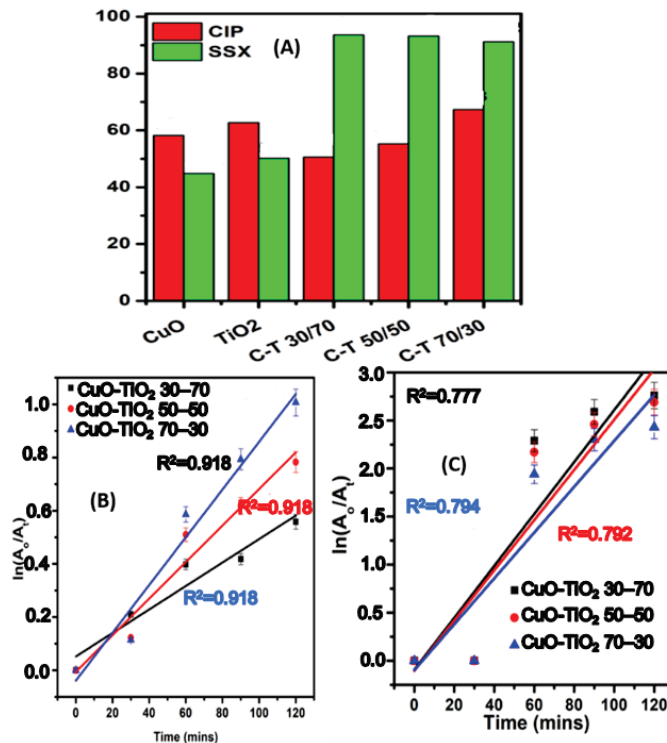 100
80
60
40
20
0
CIP
SSX
(A)
CuO
TiO2
C-T 30/70
C-T 50/50
C-T 70/30
CuO-TiO₂ 30–70
CuO-TiO₂ 50–50
CuO-TiO₂ 70–30
R²=0.918
(B)
R²=0.918
R²=0.918
ln(Aₒ/Aₜ)
1.0
0.8
0.6
0.4
0.2
0.0
0 20 40 60 80 100 120
Time (mins)
R²=0.777
(C)
R²=0.794
R²=0.792
CuO-TiO₂ 30–70
CuO-TiO₂ 50–50
CuO-TiO₂ 70–30
ln(Aₒ/Aₜ)
3.0
2.5
2.0
1.5
1.0
0.5
0.0
0 20 40 60 80 100 120
Time (mins)